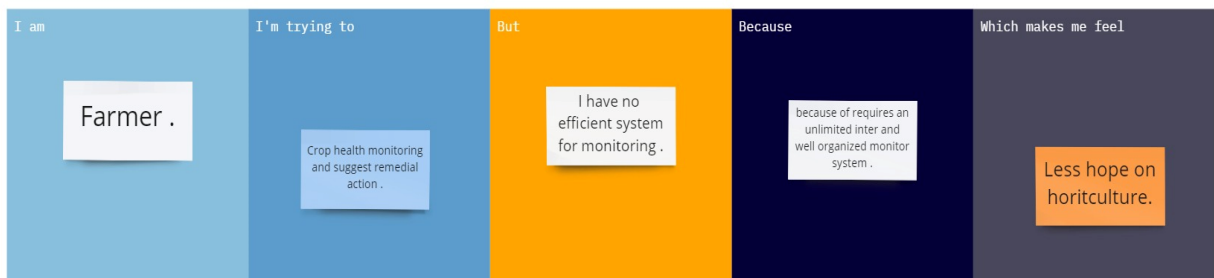 I am
Farmer .
I'm trying to
Crop health monitoring
and suggest remedial
action .
But
I have no
efficient system
for monitoring .
Because
because of requires an
unlimited inter and
well organized monitor
system .
Which makes me feel
Less hope on
horitculture.